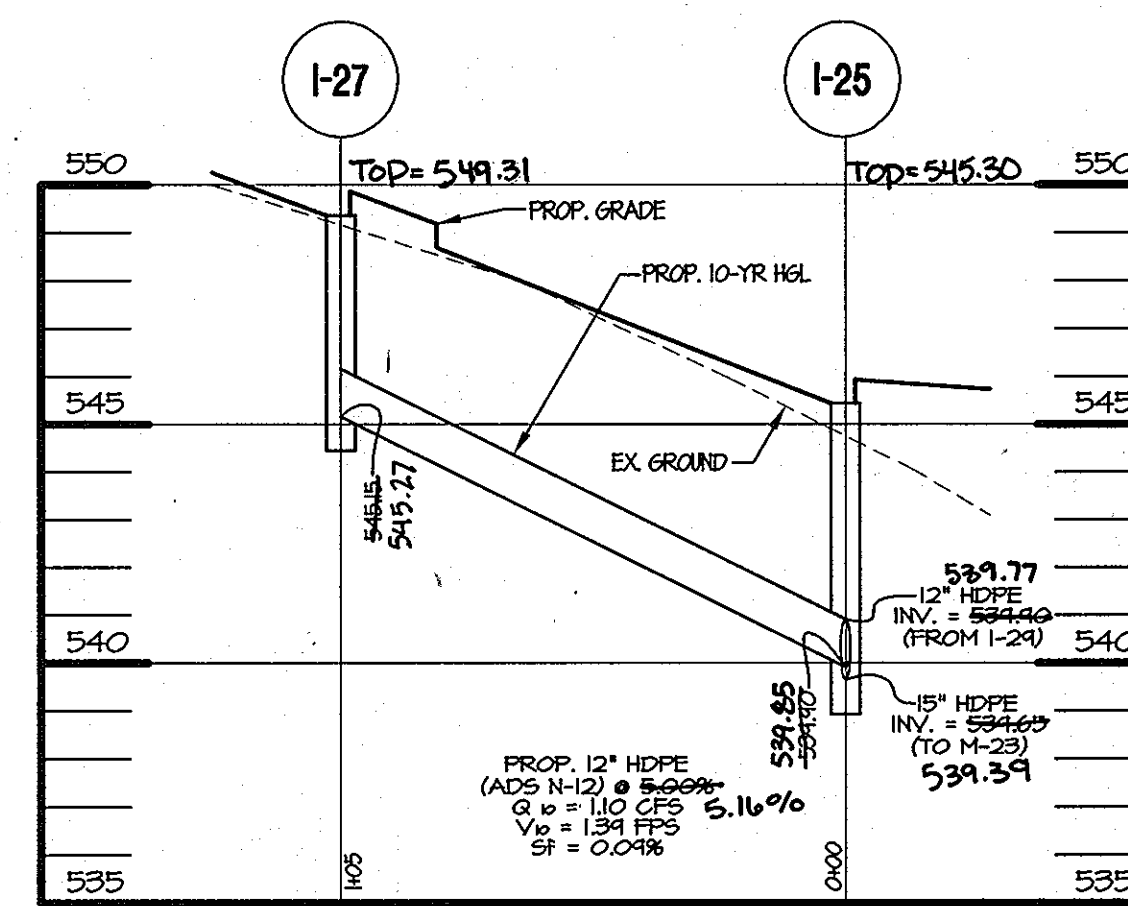 I-27
I-25
550
TOP= 549.31
TOP= 545.30
550
PROP. GRADE
PROP. 10-YR HGL
545
545
EX. GROUND
545.15
545.27
539.77
12" HDPE
INV. = 539.90
(FROM I-29)
540
540
539.85
539.90
15" HDPE
INV. = 539.65
(TO M-23)
539.39
PROP. 12" HDPE
(ADS N-12) @ 5.00%
5.16%
Q10 = 1.10 CFS
V10 = 1.39 FPS
Sf = 0.09%
1+05
0+00
535
535